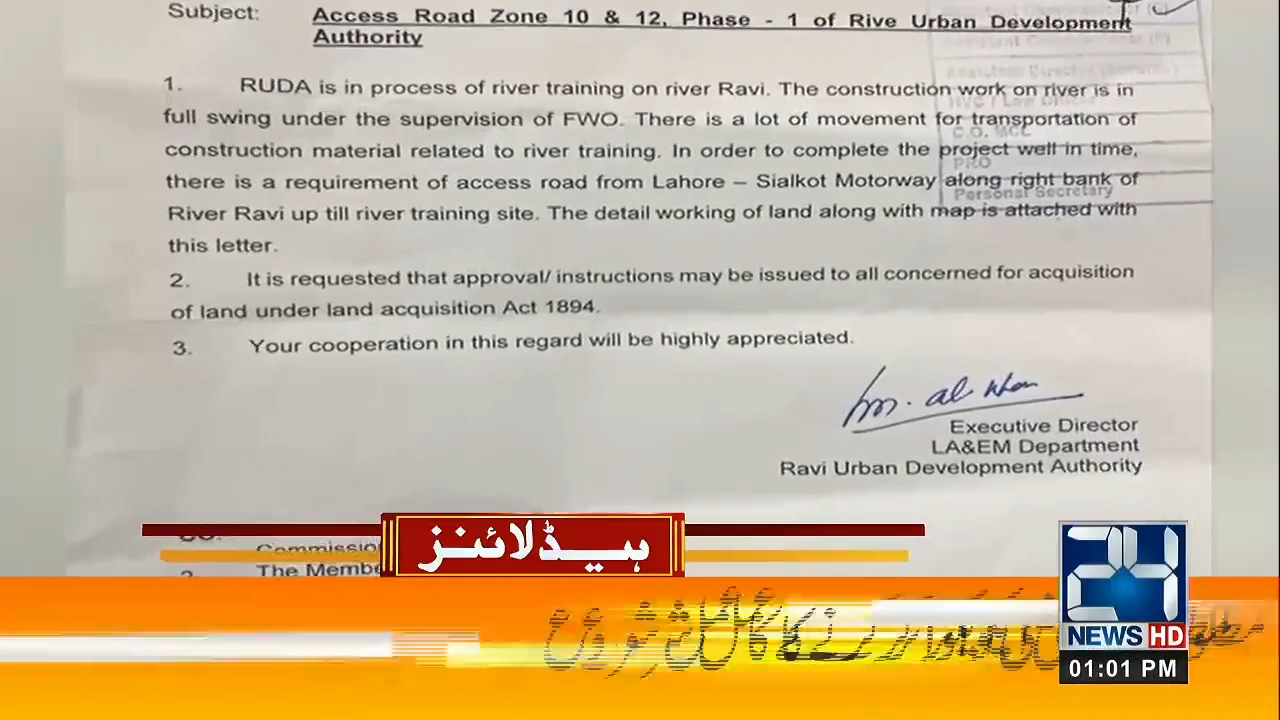 Subject: Access Road Zone 10 & 12, Phase - 1 of Rive Urban Development
Authority
1. RUDA is in process of river training on river Ravi. The construction work on river is in
full swing under the supervision of FWO. There is a lot of movement for transportation of
construction material related to river training. In order to complete the project well in time,
there is a requirement of access road from Lahore – Sialkot Motorway along right bank of
River Ravi up till river training site. The detail working of land along with map is attached with
this letter.
2. It is requested that approval/ instructions may be issued to all concerned for acquisition
of land under land acquisition Act 1894.
3. Your cooperation in this regard will be highly appreciated.
C.O. MCL
PRO
Personal Secretary
Executive Director
LA&EM Department
Ravi Urban Development Authority
The Membe
ہیڈلائنز
24
NEWS HD
01:01 PM